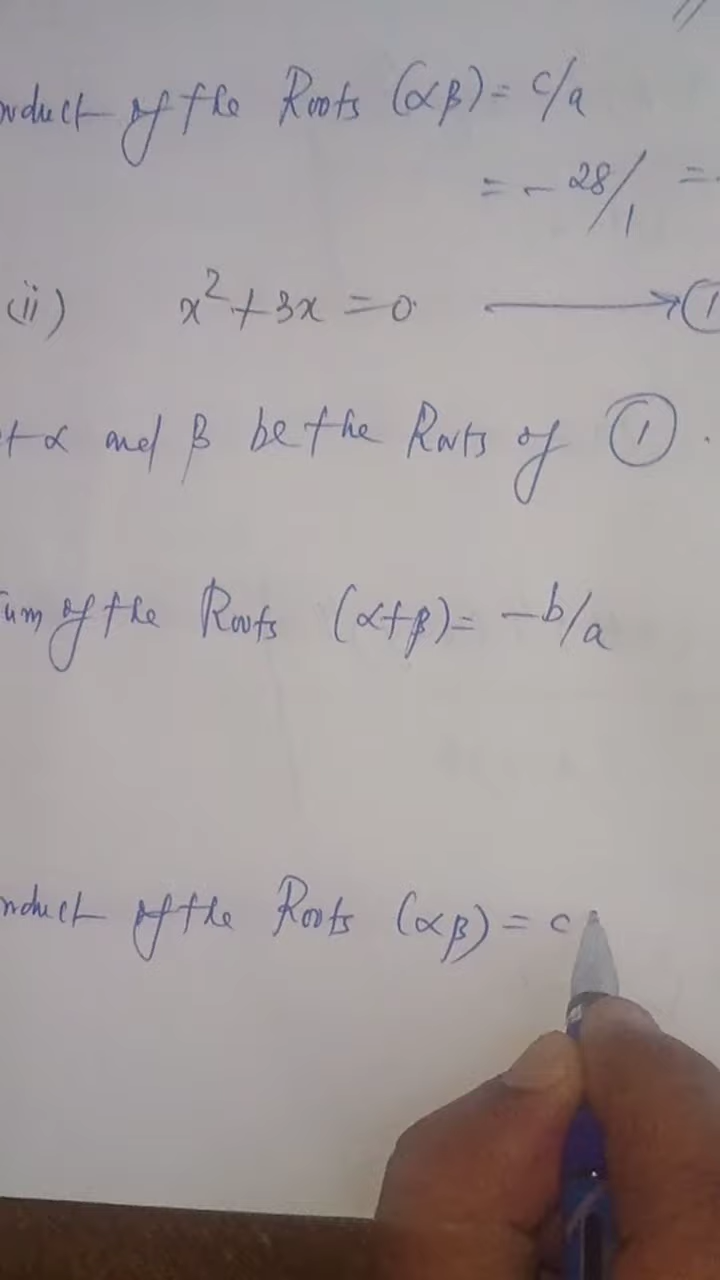 oduct of the Roots (αβ) = c/a
= - 28/1 =
(ii) x²+3x = 0 ⟶ ①
t α and β be the Roots of ① .
um of the Roots (α+β) = -b/a
oduct of the Roots (αβ) = c